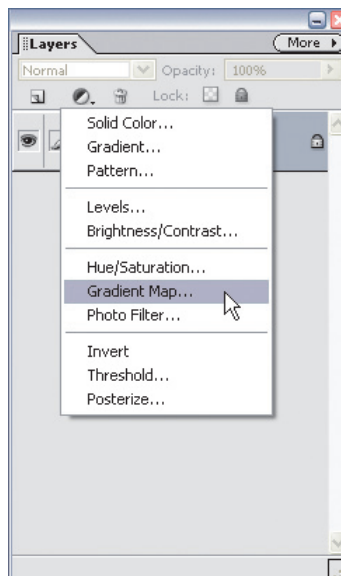 Layers More
Normal Opacity: 100%
Lock:
Solid Color...
Gradient...
Pattern...
Levels...
Brightness/Contrast...
Hue/Saturation...
Gradient Map...
Photo Filter...
Invert
Threshold...
Posterize...